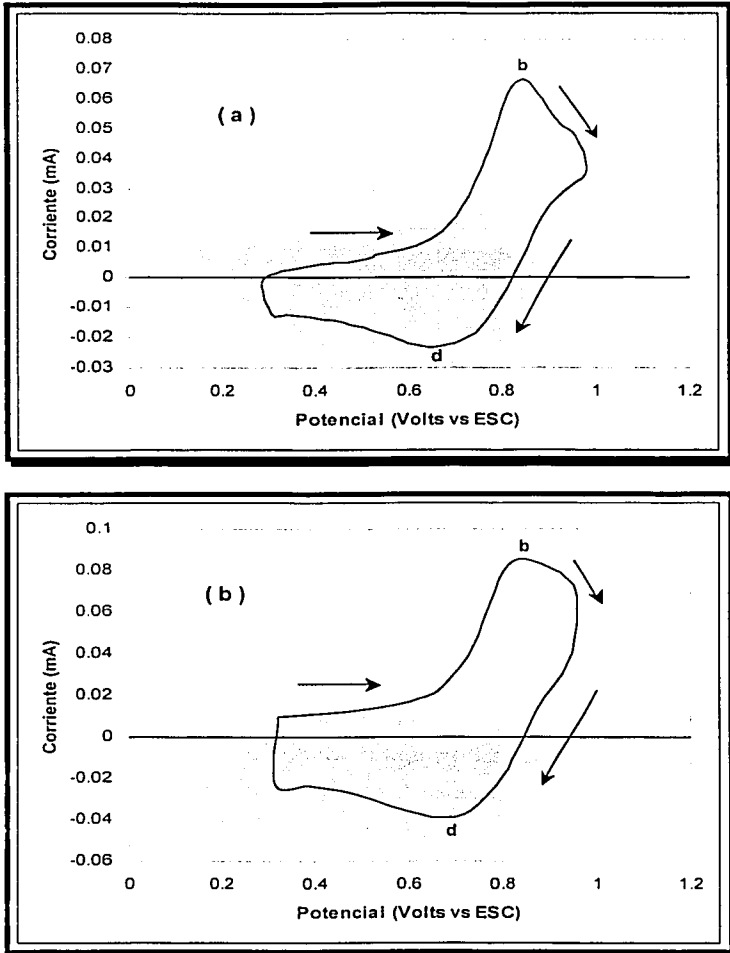 0.08
0.07
0.06
0.05
0.04
0.03
0.02
0.01
0
-0.01
-0.02
-0.03
Corriente (mA)
( a )
b
d
0 0.2 0.4 0.6 0.8 1 1.2
Potencial (Volts vs ESC)
0.1
0.08
0.06
0.04
0.02
0
-0.02
-0.04
-0.06
Corriente (mA)
( b )
b
d
0 0.2 0.4 0.6 0.8 1 1.2
Potencial (Volts vs ESC)